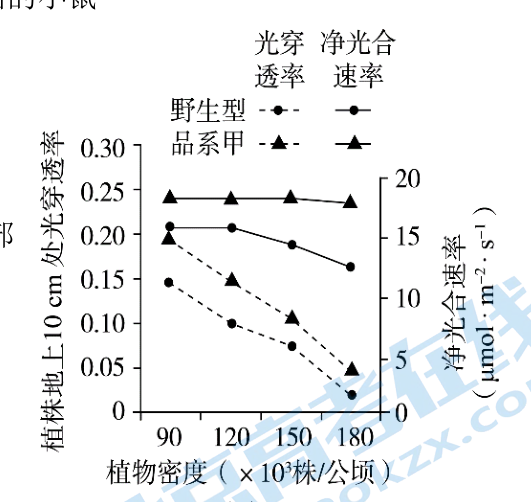 的小鼠
光穿 净光合
透率 速率
野生型
品系甲
植株地上10 cm处光穿透率
0.30
0.25
0.20
0.15
0.10
0.05
0
20
15
10
5
0
净光合速率
(μmol·m⁻²·s⁻¹)
90 120 150 180
植物密度(×10³株/公顷)